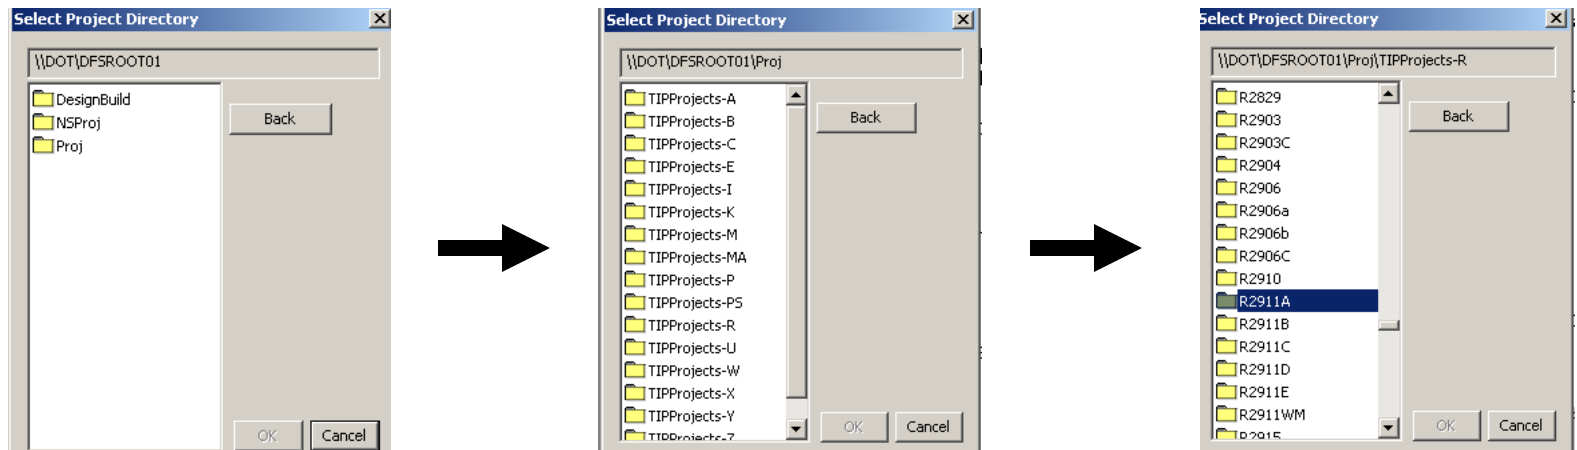 Select Project Directory
\\DOT\DFSROOT01
DesignBuild
NSProj
Proj
Back
OK
Cancel
Select Project Directory
\\DOT\DFSROOT01\Proj
TIPProjects-A
TIPProjects-B
TIPProjects-C
TIPProjects-E
TIPProjects-I
TIPProjects-K
TIPProjects-M
TIPProjects-MA
TIPProjects-P
TIPProjects-PS
TIPProjects-R
TIPProjects-U
TIPProjects-W
TIPProjects-X
TIPProjects-Y
TIPProjects-Z
Back
OK
Cancel
Select Project Directory
\\DOT\DFSROOT01\Proj\TIPProjects-R
R2829
R2903
R2903C
R2904
R2906
R2906a
R2906b
R2906C
R2910
R2911A
R2911B
R2911C
R2911D
R2911E
R2911WM
R2915
Back
OK
Cancel